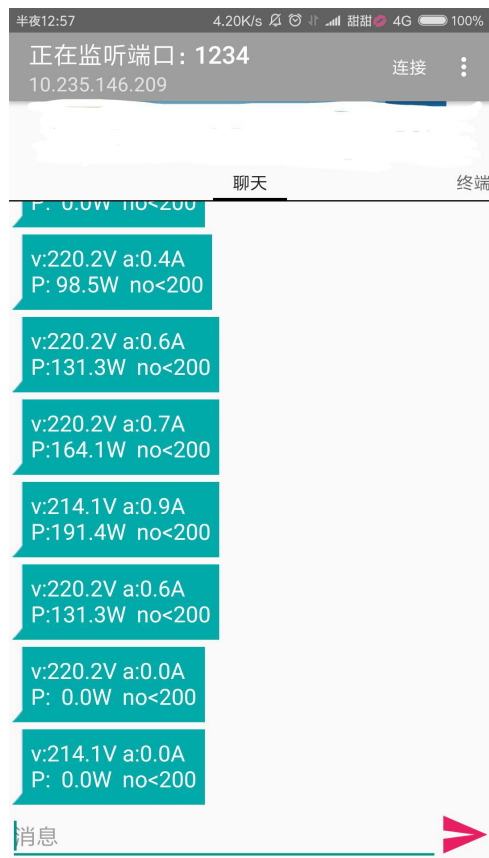 半夜12:57 4.20K/s 甜甜 4G 100%
正在监听端口: 1234
10.235.146.209
连接
聊天 终端
P: 0.0W no<200
v:220.2V a:0.4A
P: 98.5W no<200
v:220.2V a:0.6A
P:131.3W no<200
v:220.2V a:0.7A
P:164.1W no<200
v:214.1V a:0.9A
P:191.4W no<200
v:220.2V a:0.6A
P:131.3W no<200
v:220.2V a:0.0A
P: 0.0W no<200
v:214.1V a:0.0A
P: 0.0W no<200
消息